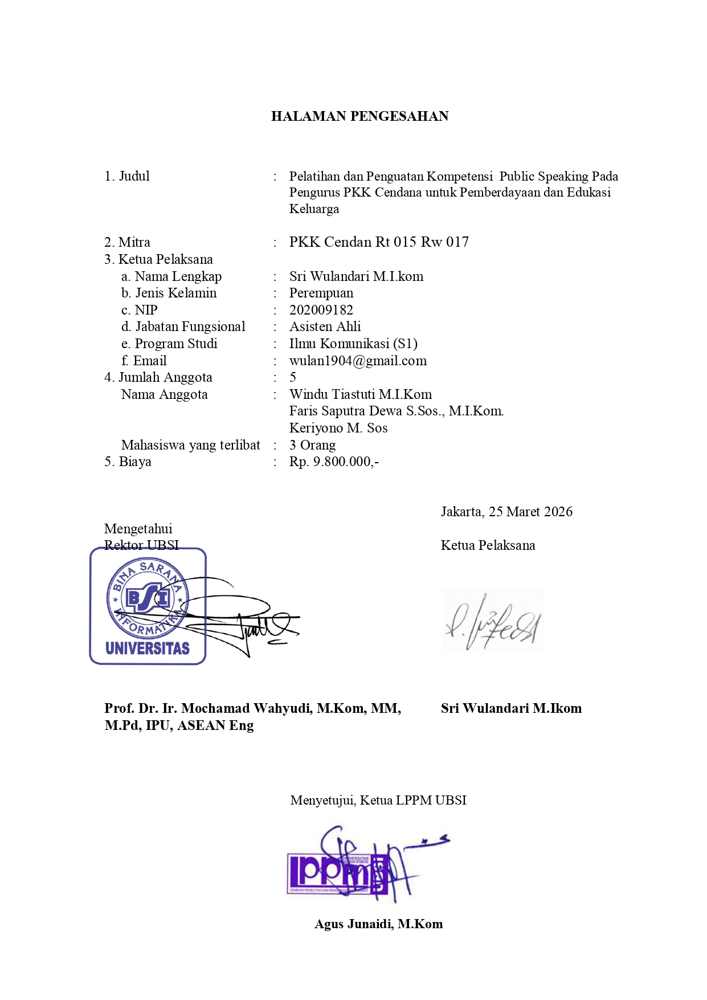 HALAMAN PENGESAHAN
1. Judul : Pelatihan dan Penguatan Kompetensi Public Speaking Pada
Pengurus PKK Cendana untuk Pemberdayaan dan Edukasi
Keluarga
2. Mitra : PKK Cendan Rt 015 Rw 017
3. Ketua Pelaksana
a. Nama Lengkap : Sri Wulandari M.I.kom
b. Jenis Kelamin : Perempuan
c. NIP : 202009182
d. Jabatan Fungsional : Asisten Ahli
e. Program Studi : Ilmu Komunikasi (S1)
f. Email : wulan1904@gmail.com
4. Jumlah Anggota : 5
Nama Anggota : Windu Tiastuti M.I.Kom
Faris Saputra Dewa S.Sos., M.I.Kom.
Keriyono M. Sos
Mahasiswa yang terlibat : 3 Orang
5. Biaya : Rp. 9.800.000,-
Jakarta, 25 Maret 2026
Mengetahui
Rektor UBSI
Ketua Pelaksana
BINA SARANA
BSI
INFORMATIKA
UNIVERSITAS
Prof. Dr. Ir. Mochamad Wahyudi, M.Kom, MM,
M.Pd, IPU, ASEAN Eng
Sri Wulandari M.Ikom
Menyetujui, Ketua LPPM UBSI
UNIVERSITAS
lppm
LEMBAGA PENELITIAN DAN
Agus Junaidi, M.Kom